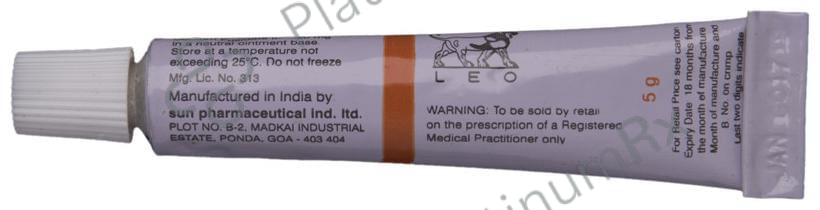 in a neutral ointment base
Store at a temperature not
exceeding 25°C. Do not freeze
Mfg. Lic. No. 313
Manufactured in India by
sun pharmaceutical ind. ltd.
PLOT NO. B-2, MADKAI INDUSTRIAL
ESTATE, PONDA, GOA - 403 404
LEO
WARNING: To be sold by retail
on the prescription of a Registered
Medical Practitioner only
5 g
For Retail Price see carton
Expiry Date 18 months from
the month of manufacture
Month of manufacture and
B. No. on crimp
Last two digits indicate